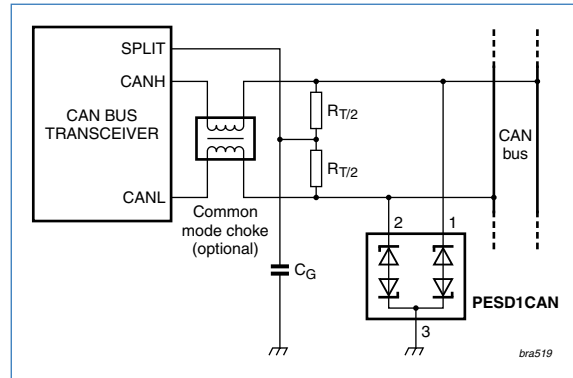 SPLIT
CANH
CAN BUS
TRANSCEIVER
CANL
Common
mode choke
(optional)
RT/2
RT/2
CG
CAN
bus
2
1
PESD1CAN
3
bra519